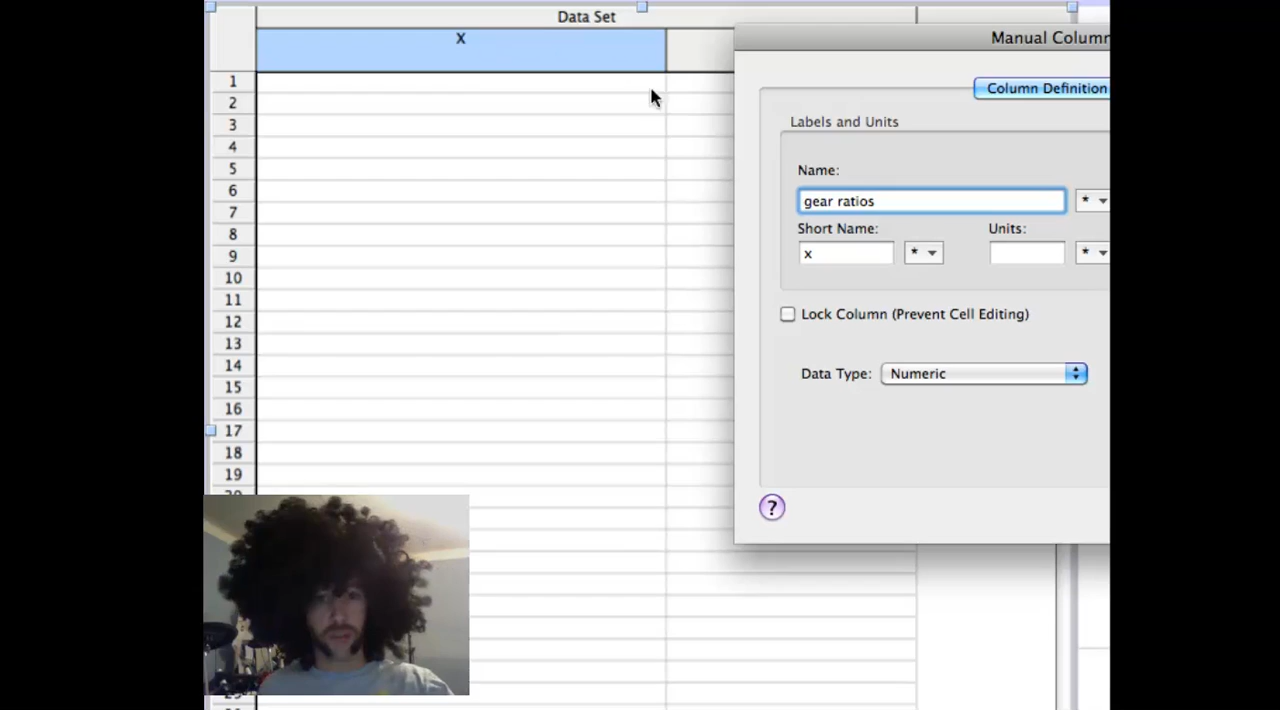 Data Set
X
Manual Column
Column Definition
Labels and Units
Name:
gear ratios
*
Short Name:
Units:
x
*
*
Lock Column (Prevent Cell Editing)
Data Type:
Numeric
?
1
2
3
4
5
6
7
8
9
10
11
12
13
14
15
16
17
18
19